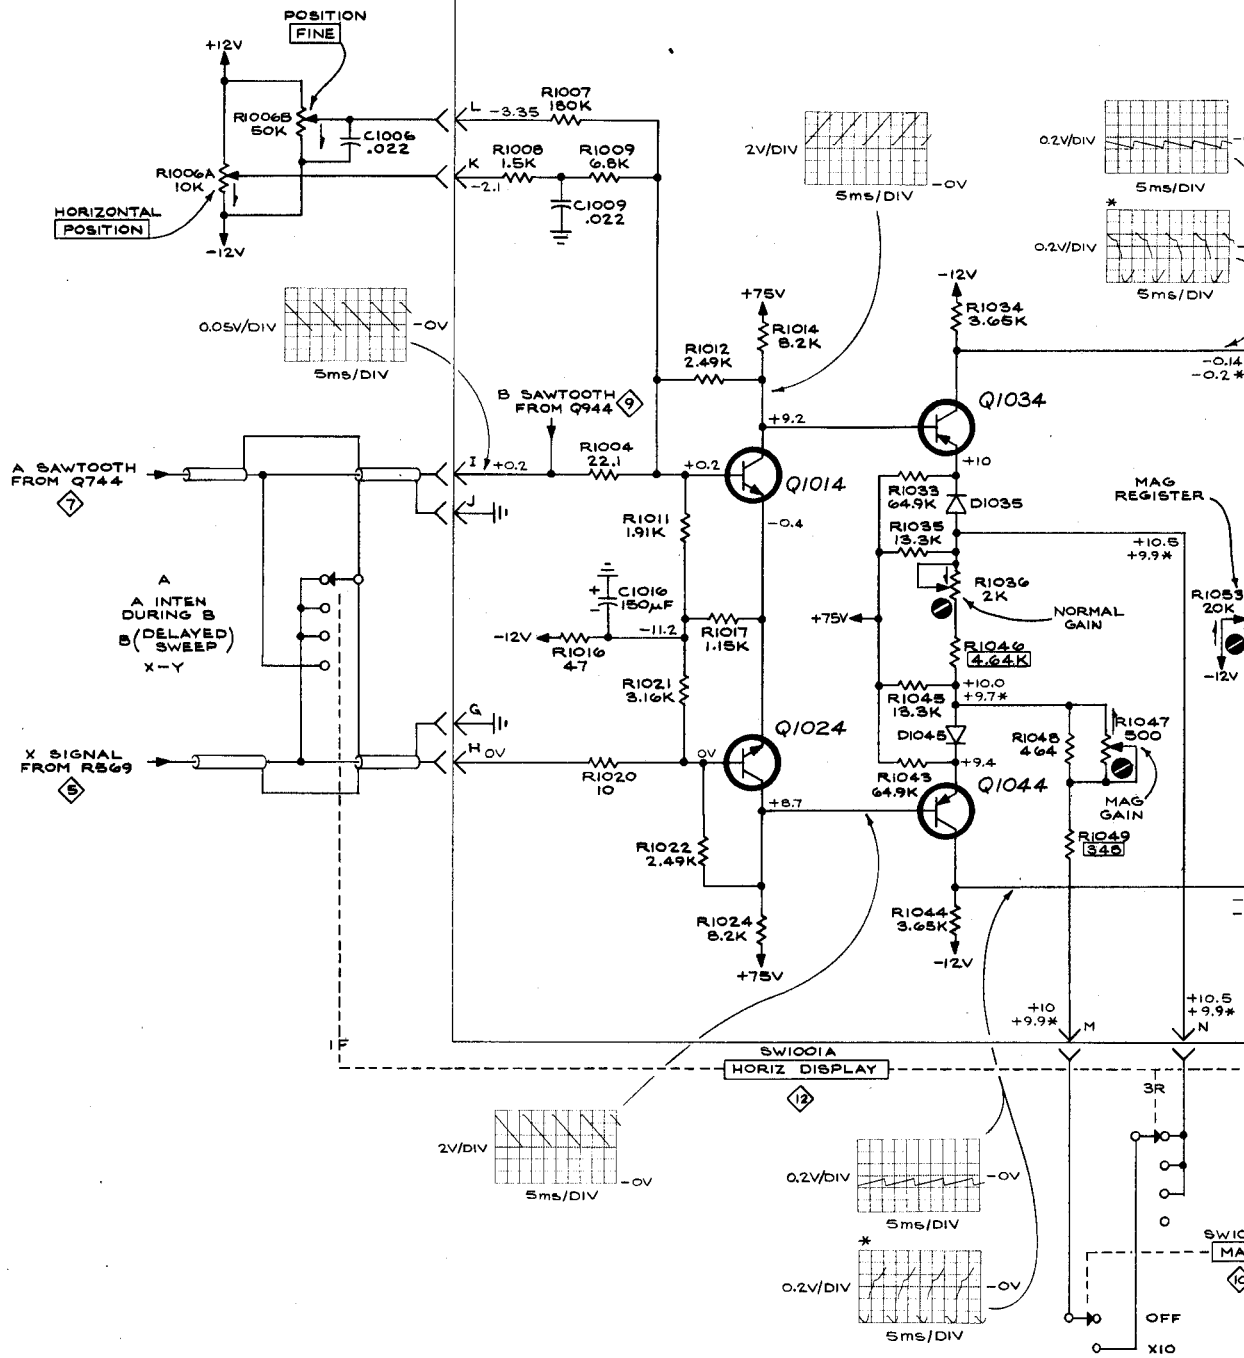 POSITION
FINE
+12V
R1006B
50K
C1006
.022
R1006A
10K
HORIZONTAL
POSITION
-12V
L
-3.35
R1007
180K
K
-2.1
R1008
1.5K
R1009
6.8K
C1009
.022
2V/DIV
5ms/DIV
-0V
0.2V/DIV
5ms/DIV
*
0.2V/DIV
5ms/DIV
0.05V/DIV
-0V
5ms/DIV
+75V
R1014
8.2K
R1012
2.49K
-12V
R1034
3.65K
-0.14
-0.2*
B SAWTOOTH
FROM Q944
9
A SAWTOOTH
FROM Q744
7
I
+0.2
R1004
22.1
+0.2
+9.2
Q1014
Q1034
+10
J
-0.4
R1011
1.91K
R1033
64.9K
D1035
R1035
13.3K
MAG
REGISTER
+10.5
+9.9*
A
A INTEN
DURING B
B (DELAYED)
SWEEP
X-Y
+
C1016
150µF
-
-12V
R1016
47
-11.2
R1017
1.15K
+75V
R1036
2K
NORMAL
GAIN
R1053
20K
-12V
R1046
4.64K
R1021
3.16K
+10.0
+9.7*
R1045
13.3K
X SIGNAL
FROM R569
5
G
H
0V
R1020
10
0V
Q1024
D1045
+9.4
R1043
64.9K
Q1044
R1048
464
R1047
500
MAG
GAIN
+8.7
R1022
2.49K
R1049
348
R1024
8.2K
+75V
R1044
3.65K
-12V
+10
+9.9*
M
+10.5
+9.9*
N
1F
SW1001A
HORIZ DISPLAY
12
3R
2V/DIV
-0V
5ms/DIV
0.2V/DIV
-0V
5ms/DIV
*
0.2V/DIV
-0V
5ms/DIV
OFF
X10